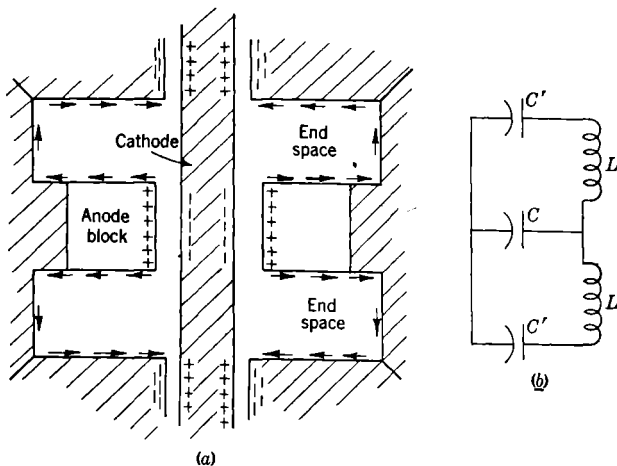 Cathode
End
space
Anode
block
End
space
(a)
C'
L
C
L
C'
(b)